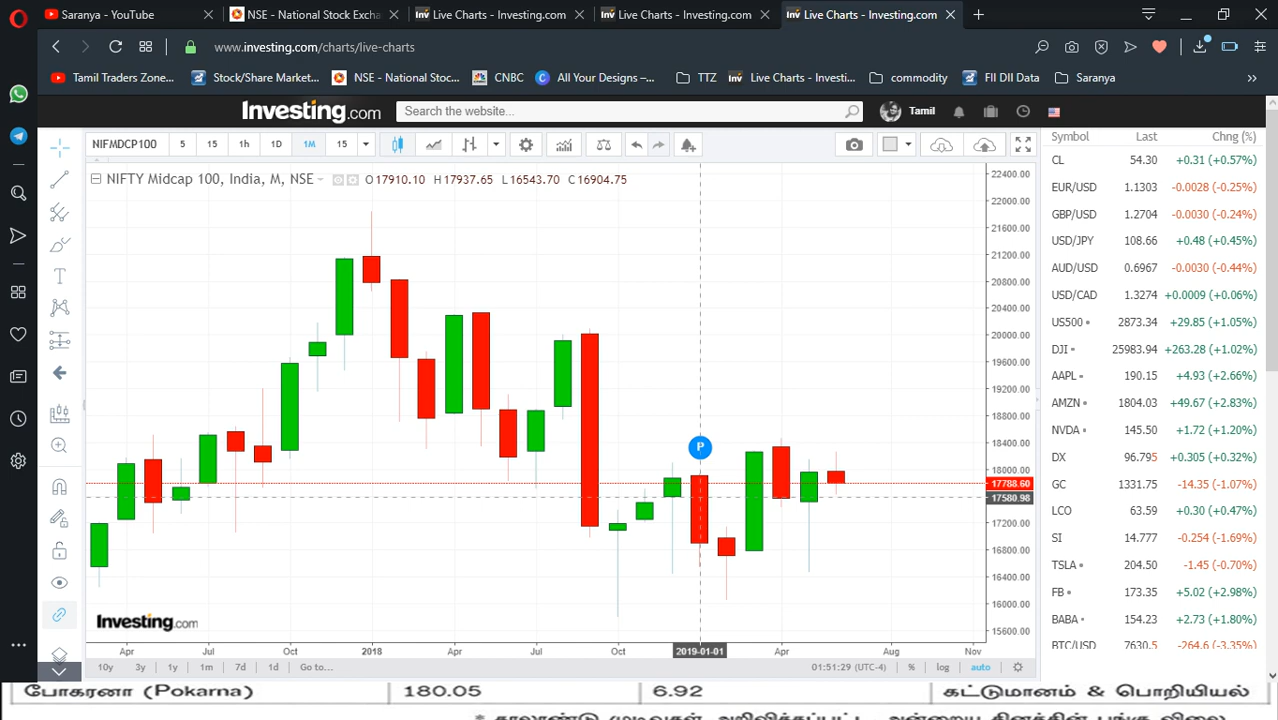 Saranya - YouTube
NSE - National Stock Excha
Live Charts - Investing.com
Live Charts - Investing.com
Live Charts - Investing.com
www.investing.com/charts/live-charts
Tamil Traders Zone...
Stock/Share Market...
NSE - National Stoc...
CNBC
All Your Designs –...
TTZ
Live Charts - Investi...
commodity
FII DII Data
Saranya
Investing.com
Search the website...
Tamil
NIFMDCP100 5 15 1h 1D 1M 15
NIFTY Midcap 100, India, M, NSE O17910.10 H17937.65 L16543.70 C16904.75
P
22400.00
22000.00
21600.00
21200.00
20800.00
20400.00
20000.00
19600.00
19200.00
18800.00
18400.00
18000.00
17788.60
17580.98
17200.00
16800.00
16400.00
16000.00
15600.00
Investing.com
Apr Jul Oct 2018 Apr Jul Oct 2019-01-01 Apr Aug Nov
10y 3y 1y 1m 7d 1d Go to... 01:51:29 (UTC-4) % log auto
Symbol Last Chng (%)
CL 54.30 +0.31 (+0.57%)
EUR/USD 1.1303 -0.0028 (-0.25%)
GBP/USD 1.2704 -0.0030 (-0.24%)
USD/JPY 108.66 +0.48 (+0.45%)
AUD/USD 0.6967 -0.0030 (-0.44%)
USD/CAD 1.3274 +0.0009 (+0.06%)
US500 2873.34 +29.85 (+1.05%)
DJI 25983.94 +263.28 (+1.02%)
AAPL 190.15 +4.93 (+2.66%)
AMZN 1804.03 +49.67 (+2.83%)
NVDA 145.50 +1.72 (+1.20%)
DX 96.795 +0.305 (+0.32%)
GC 1331.75 -14.35 (-1.07%)
LCO 63.59 +0.30 (+0.47%)
SI 14.777 -0.254 (-1.69%)
TSLA 204.50 -1.45 (-0.70%)
FB 173.35 +5.02 (+2.98%)
BABA 154.23 +2.73 (+1.80%)
BTC/USD 7630.5 -264.6 (-3.35%)
போகரனா (Pokarna) 180.05 6.92 கட்டுமானம் & பொறியியல்